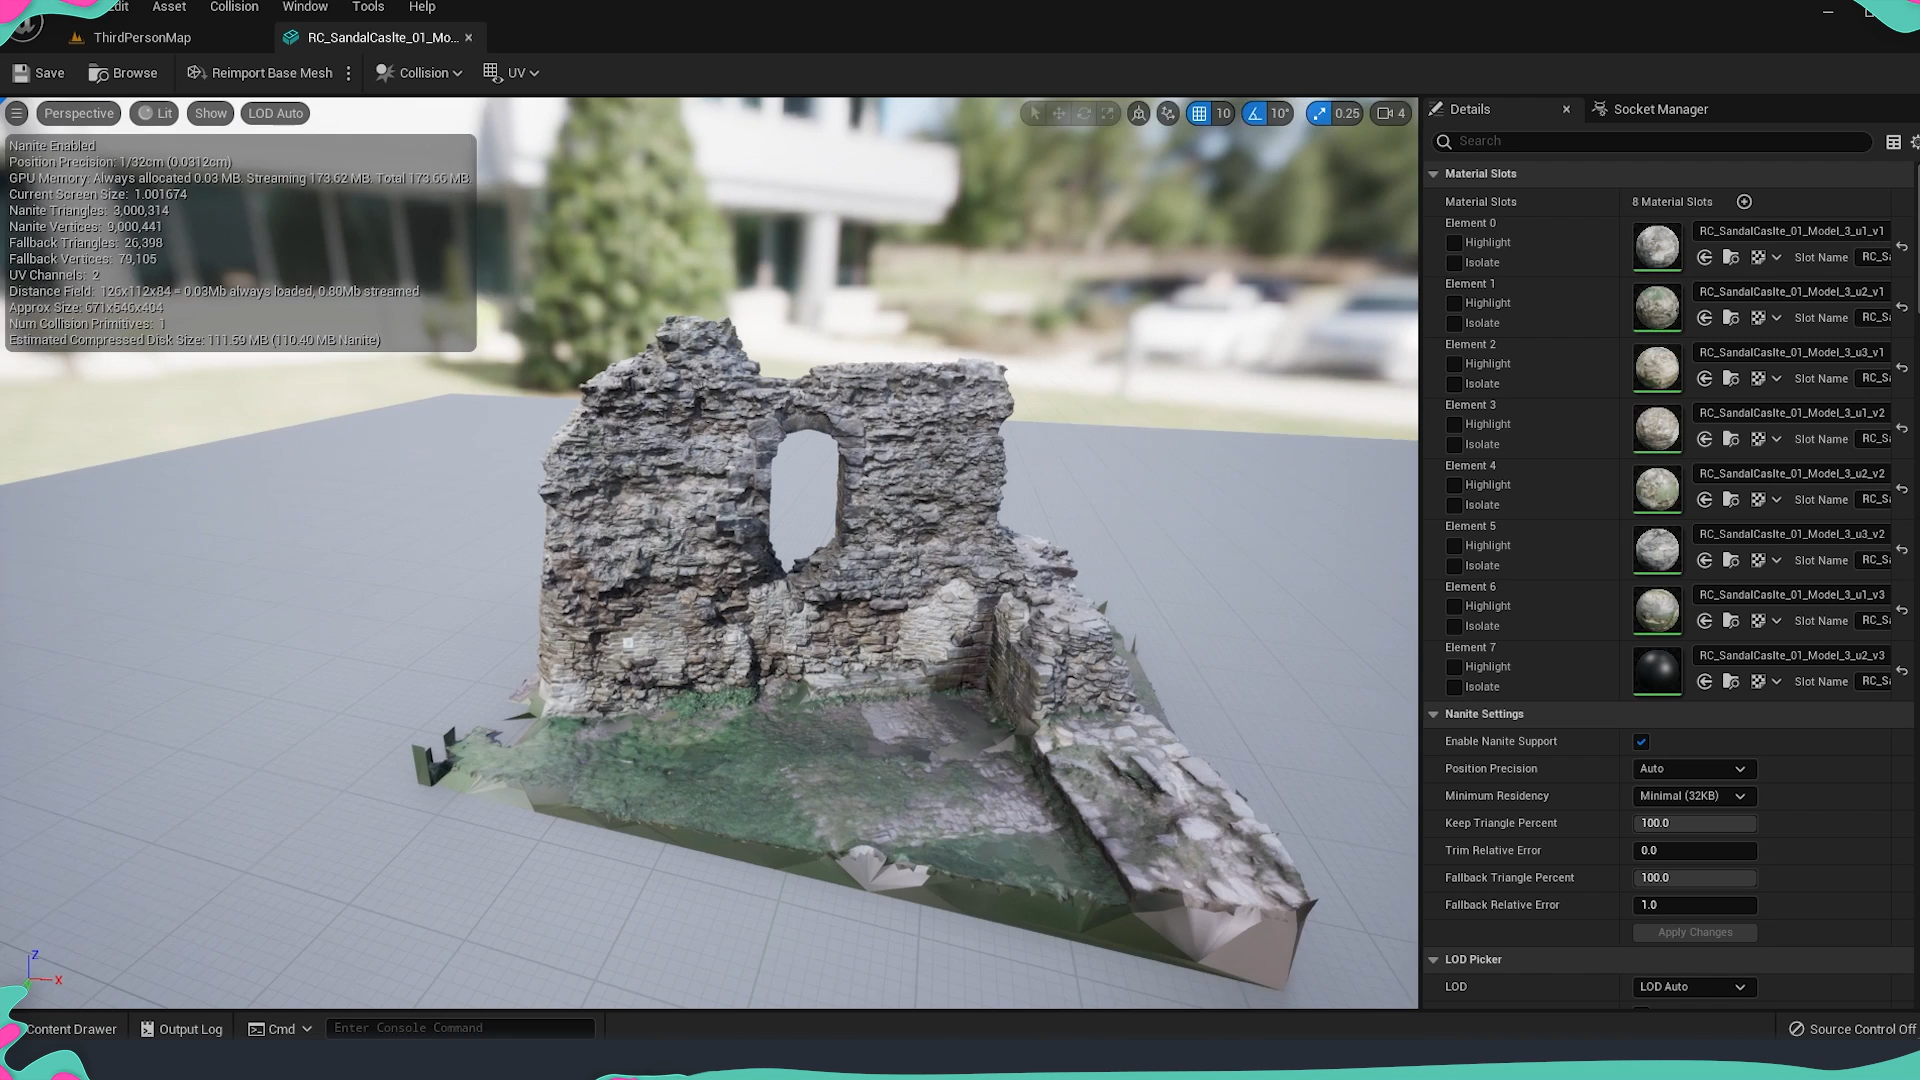 Edit Asset Collision Window Tools Help
ThirdPersonMap
RC_SandalCaslte_01_Mo...
Save Browse Reimport Base Mesh Collision UV
Perspective Lit Show LOD Auto
10 10° 0.25 4
Nanite Enabled
Position Precision: 1/32cm (0.0312cm)
GPU Memory: Always allocated 0.03 MB. Streaming 173.62 MB. Total 173.66 MB.
Current Screen Size: 1.001674
Nanite Triangles: 3,000,314
Nanite Vertices: 9,000,441
Fallback Triangles: 26,398
Fallback Vertices: 79,105
UV Channels: 2
Distance Field: 126x112x84 = 0.03Mb always loaded, 0.80Mb streamed
Approx Size: 671x546x404
Num Collision Primitives: 1
Estimated Compressed Disk Size: 111.59 MB (110.40 MB Nanite)
Z
X
Details Socket Manager
Search
Material Slots
Material Slots 8 Material Slots
Element 0
Highlight
Isolate
RC_SandalCaslte_01_Model_3_u1_v1
Slot Name RC_Sa
Element 1
Highlight
Isolate
RC_SandalCaslte_01_Model_3_u2_v1
Slot Name RC_Sa
Element 2
Highlight
Isolate
RC_SandalCaslte_01_Model_3_u3_v1
Slot Name RC_Sa
Element 3
Highlight
Isolate
RC_SandalCaslte_01_Model_3_u1_v2
Slot Name RC_Sa
Element 4
Highlight
Isolate
RC_SandalCaslte_01_Model_3_u2_v2
Slot Name RC_Sa
Element 5
Highlight
Isolate
RC_SandalCaslte_01_Model_3_u3_v2
Slot Name RC_Sa
Element 6
Highlight
Isolate
RC_SandalCaslte_01_Model_3_u1_v3
Slot Name RC_Sa
Element 7
Highlight
Isolate
RC_SandalCaslte_01_Model_3_u2_v3
Slot Name RC_Sa
Nanite Settings
Enable Nanite Support
Position Precision Auto
Minimum Residency Minimal (32KB)
Keep Triangle Percent 100.0
Trim Relative Error 0.0
Fallback Triangle Percent 100.0
Fallback Relative Error 1.0
Apply Changes
LOD Picker
LOD LOD Auto
Content Drawer Output Log Cmd Enter Console Command Source Control Off